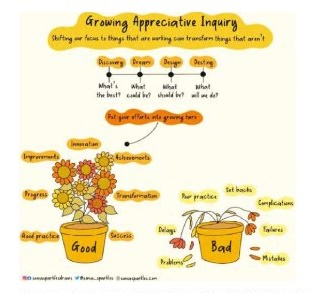 Growing Appreciative Inquiry
Shifting our focus to things that are working can transform things that aren't
Discovery Dream Design Destiny
What's the best?
What could be?
What should be?
What will we do?
Put your efforts into growing here
Innovation
Improvements
Achievements
Progress
Transformation
Good practice
Success
Good
Poor practice
Set backs
Complications
Delays
Failures
Problems
Mistakes
Bad